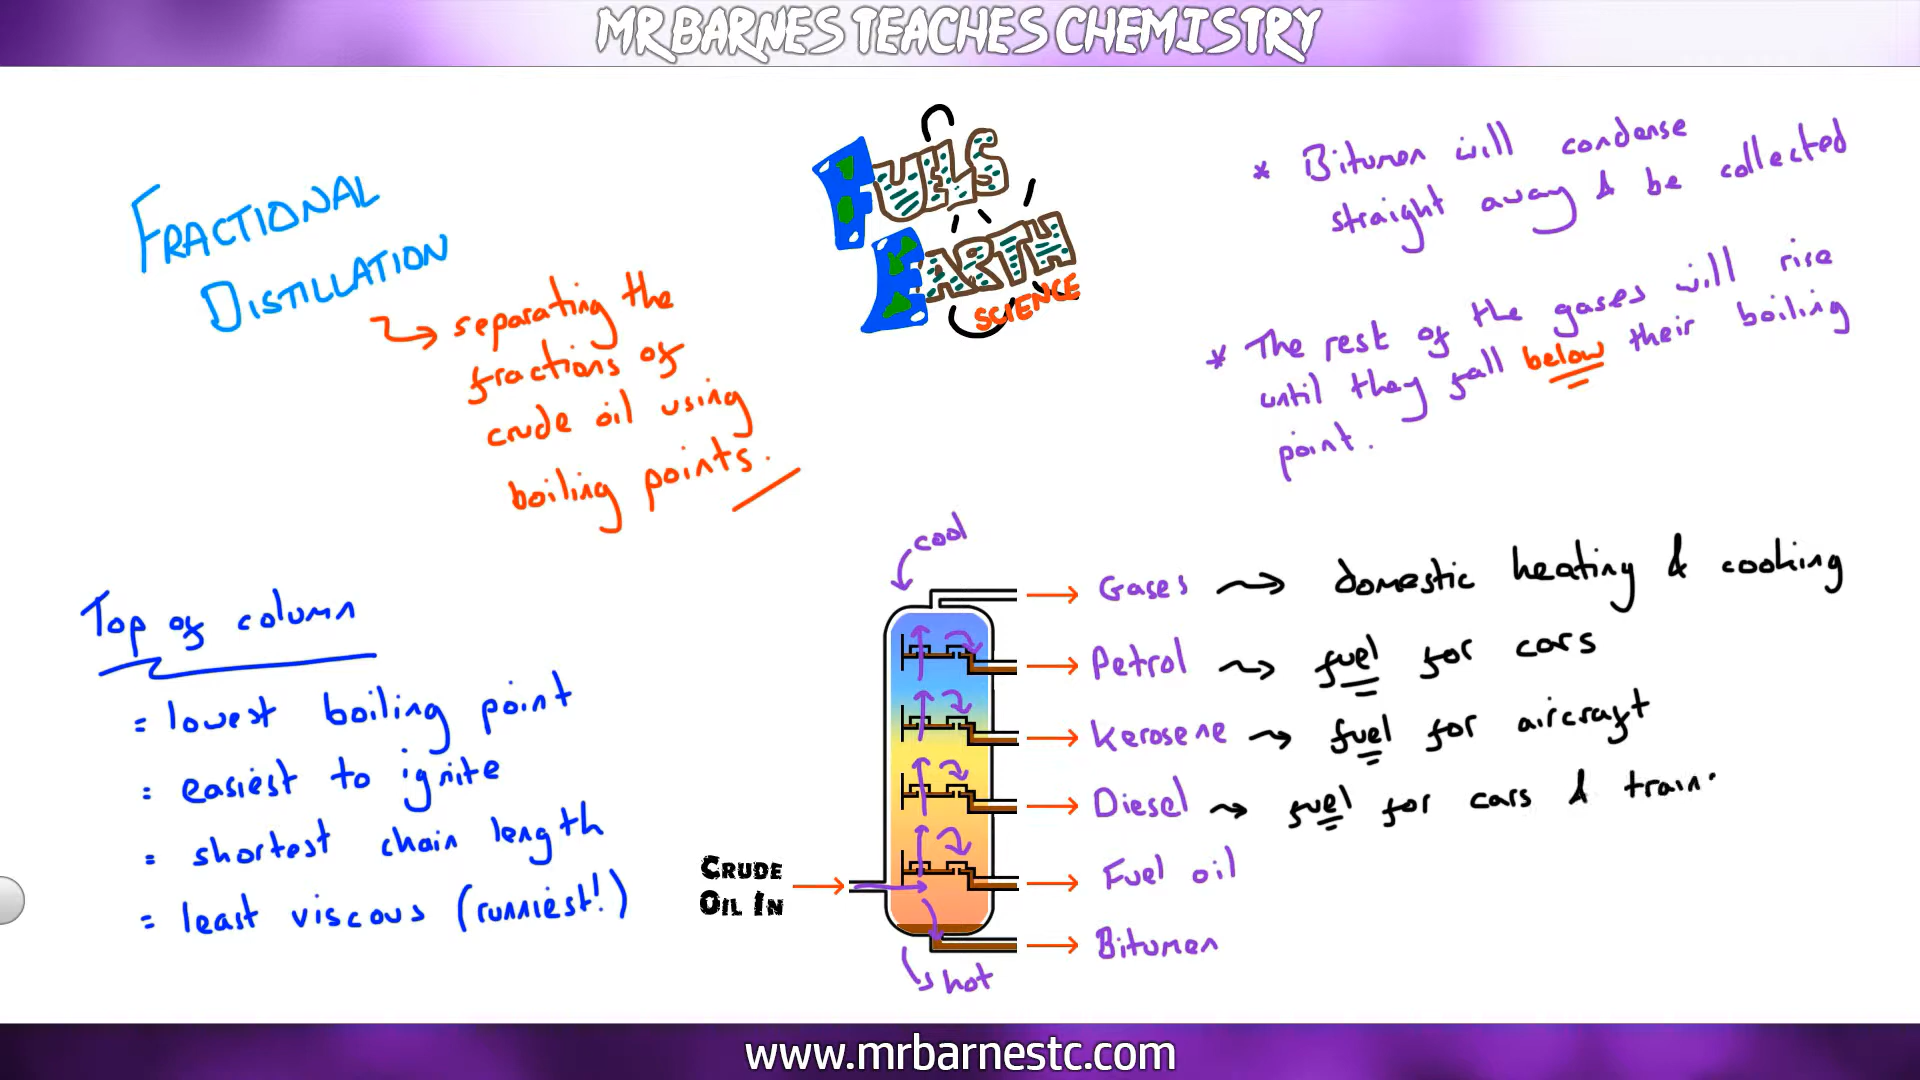 MR BARNES TEACHES CHEMISTRY
FRACTIONAL
DISTILLATION
separating the
fractions of
crude oil using
boiling points.
FUELS
EARTH
SCIENCE
* Bitumen will condense
straight away & be collected
* The rest of the gases will rise
until they fall below their boiling
point.
Top of column
= lowest boiling point
= easiest to ignite
= shortest chain length
= least viscous (runniest!)
cool
CRUDE
OIL IN
hot
Gases → domestic heating & cooking
Petrol → fuel for cars
Kerosene → fuel for aircraft
Diesel → fuel for cars & train
Fuel oil
Bitumen
www.mrbarnestc.com